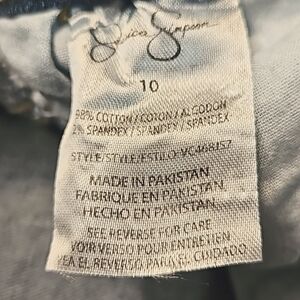 Jessica Simpson
10
98% COTTON/COTON/ALGODON
2% SPANDEX/SPANDEX/SPANDEX
STYLE/STYLE/ESTILO:VC468J57
MADE IN PAKISTAN
FABRIQUE EN PAKISTAN
HECHO EN PAKISTAN
SEE REVERSE FOR CARE
VOIR VERSO POUR ENTRETIEN
VEA EL REVERSO PARA EL CUIDADO